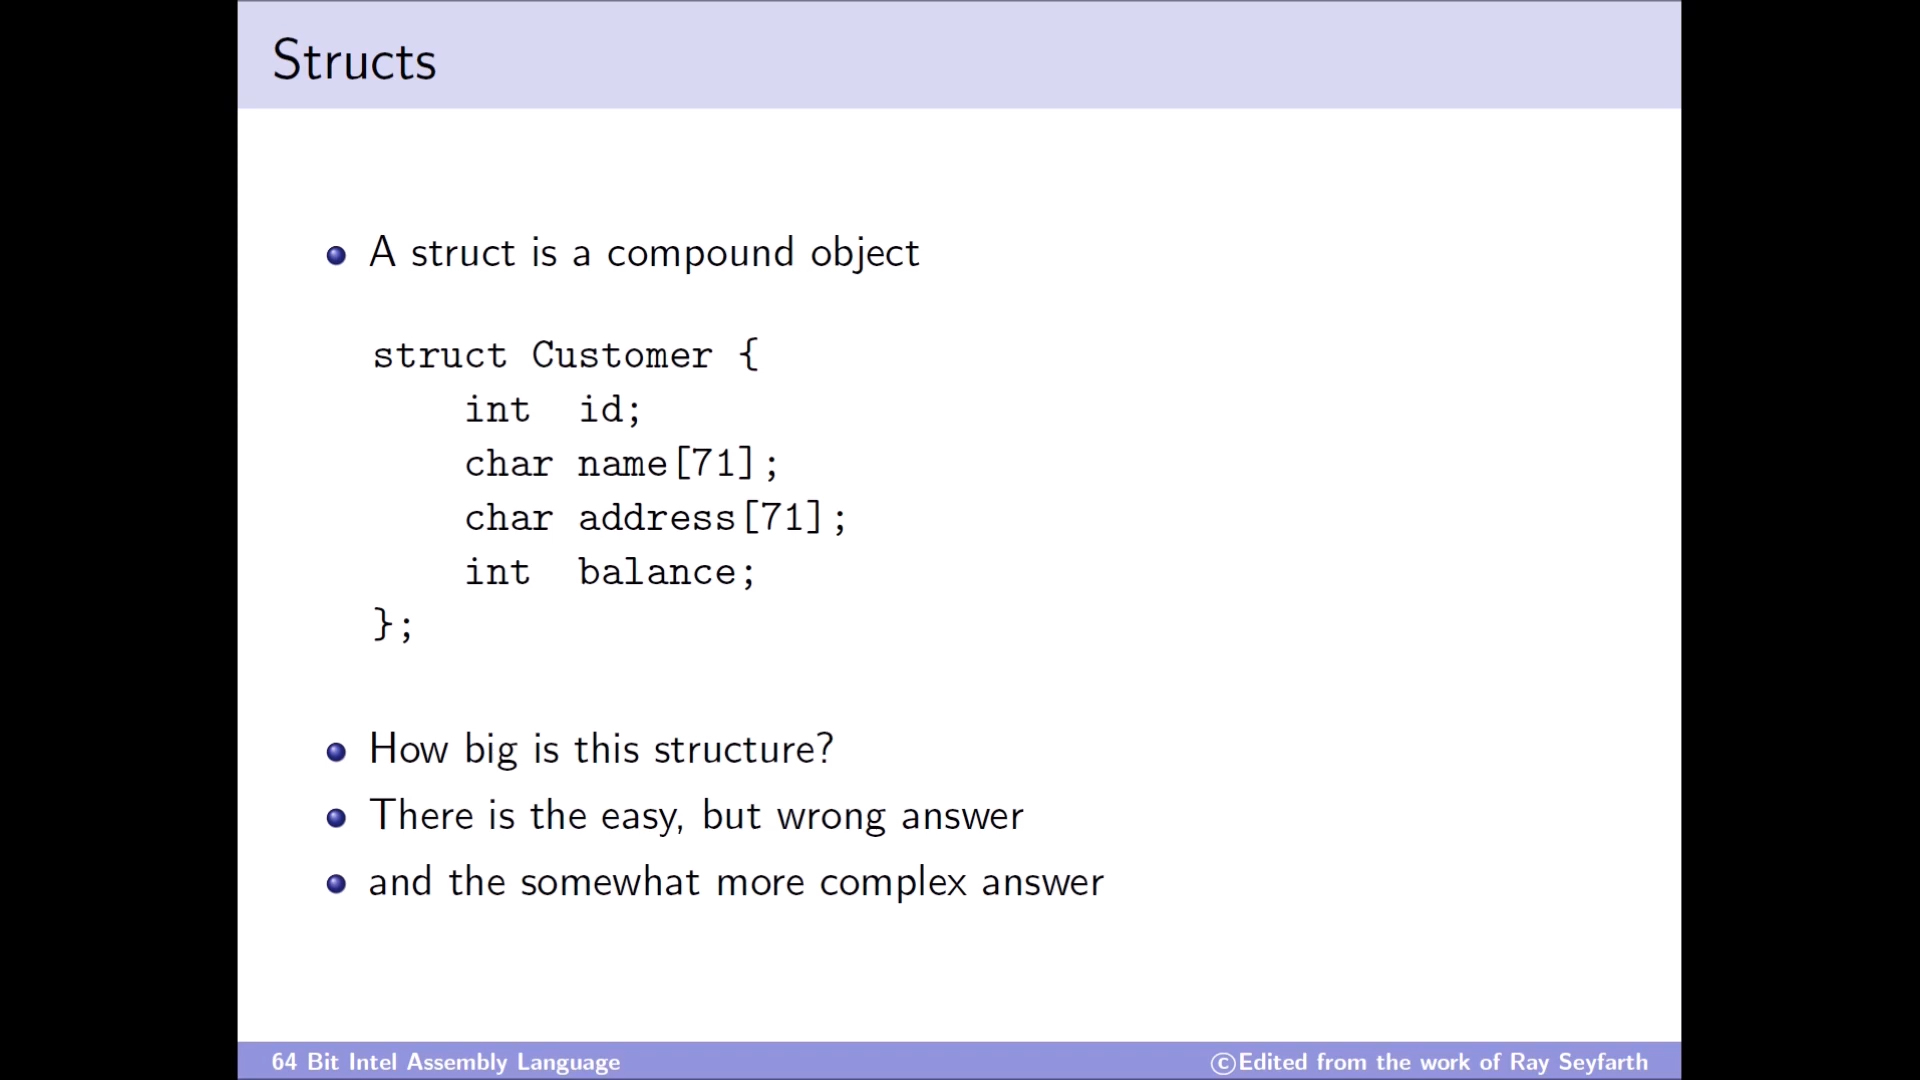 Structs
A struct is a compound object
struct Customer {
int id;
char name[71];
char address[71];
int balance;
};
How big is this structure?
There is the easy, but wrong answer
and the somewhat more complex answer
64 Bit Intel Assembly Language
©Edited from the work of Ray Seyfarth